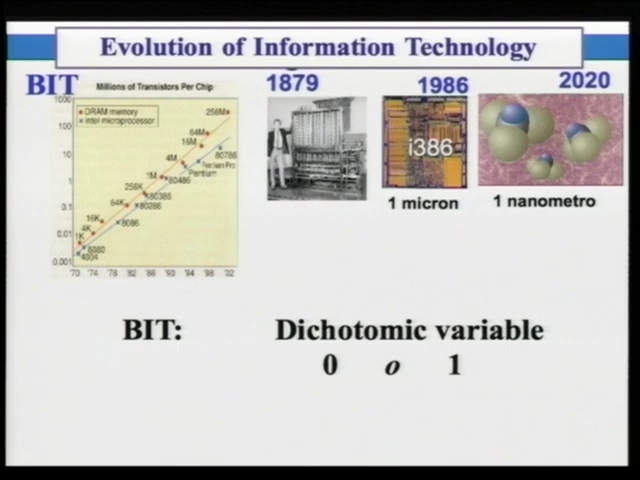 Evolution of Information Technology
BIT
1879
1986
2020
Millions of Transistors Per Chip
1000
100
10
1
0.1
0.01
0.001
DRAM memory
Intel microprocessor
256M
64M
16M
80786
4M
Pentium Pro
Pentium
1M
80486
256K
80386
64K
80286
16K
8086
4K
1K
8080
4004
'70 '74 '78 '82 '86 '90 '94 '98 '02
i386
1 micron
1 nanometro
BIT: Dichotomic variable
0 o 1